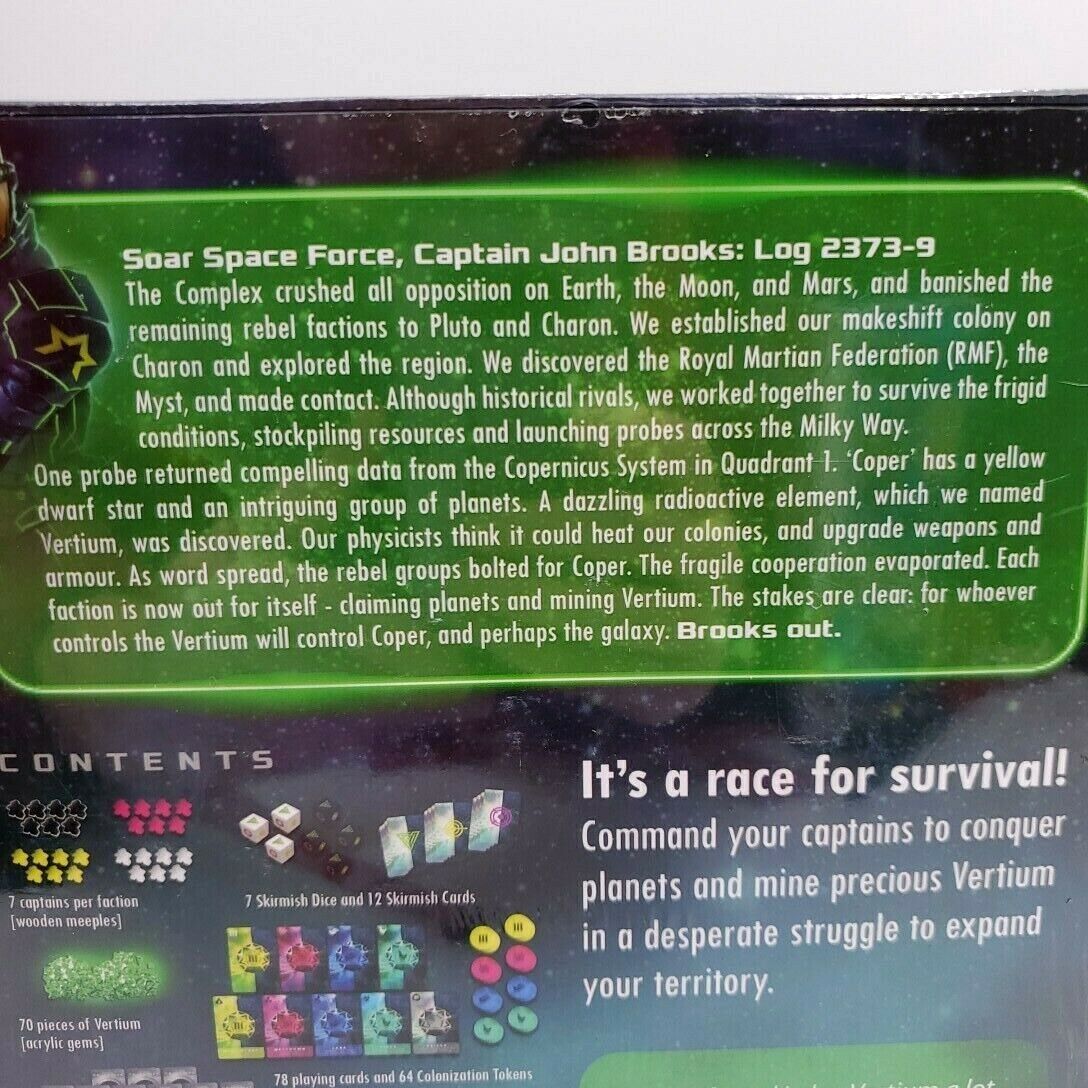 Soar Space Force, Captain John Brooks: Log 2373-9
The Complex crushed all opposition on Earth, the Moon, and Mars, and banished the
remaining rebel factions to Pluto and Charon. We established our makeshift colony on
Charon and explored the region. We discovered the Royal Martian Federation (RMF), the
Myst, and made contact. Although historical rivals, we worked together to survive the frigid
conditions, stockpiling resources and launching probes across the Milky Way.
One probe returned compelling data from the Copernicus System in Quadrant 1. 'Coper' has a yellow
dwarf star and an intriguing group of planets. A dazzling radioactive element, which we named
Vertium, was discovered. Our physicists think it could heat our colonies, and upgrade weapons and
armour. As word spread, the rebel groups bolted for Coper. The fragile cooperation evaporated. Each
faction is now out for itself - claiming planets and mining Vertium. The stakes are clear: for whoever
controls the Vertium will control Coper, and perhaps the galaxy. Brooks out.
CONTENTS
7 captains per faction
[wooden meeples]
7 Skirmish Dice and 12 Skirmish Cards
70 pieces of Vertium
[acrylic gems]
78 playing cards and 64 Colonization Tokens
It's a race for survival!
Command your captains to conquer
planets and mine precious Vertium
in a desperate struggle to expand
your territory.